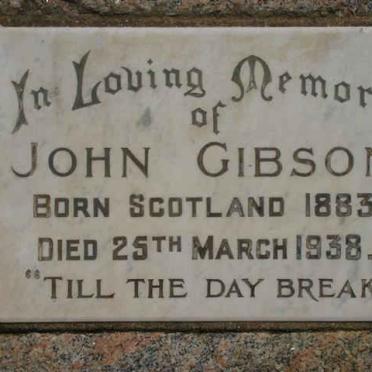 In Loving Memor
of
JOHN GIBSON
BORN SCOTLAND 1883
DIED 25TH MARCH 1938.
"TILL THE DAY BREAK